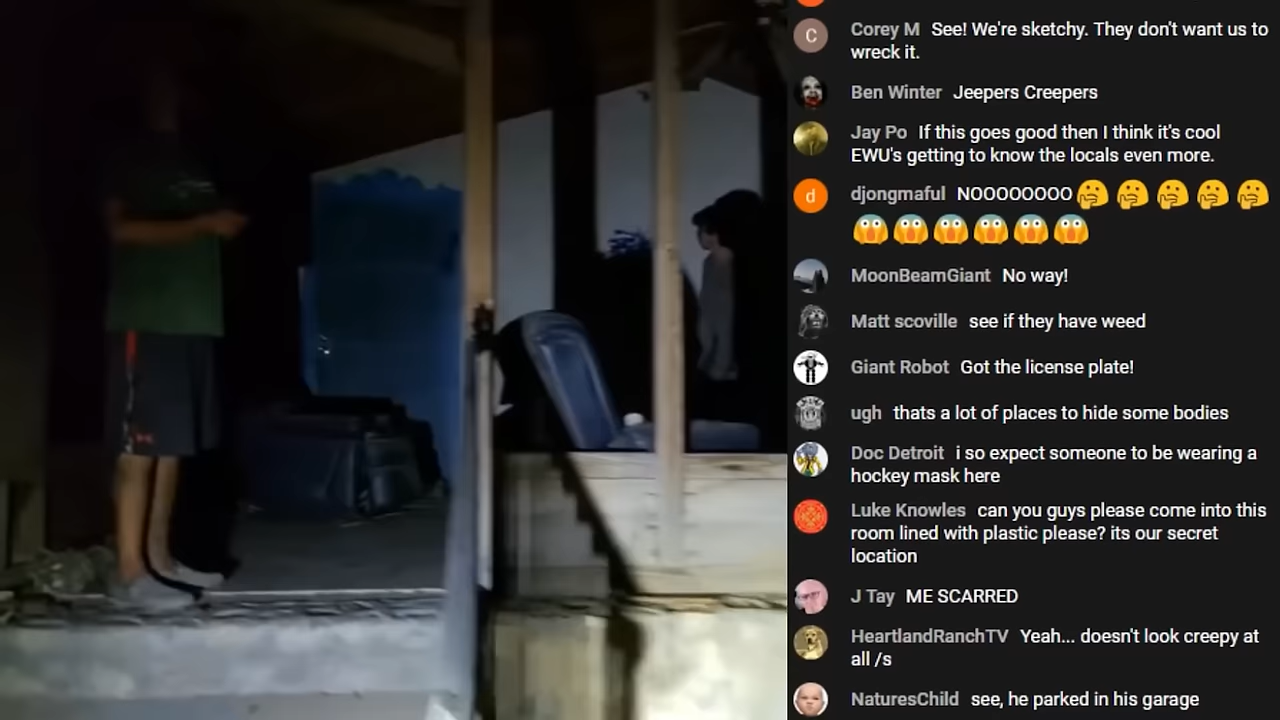 C Corey M See! We're sketchy. They don't want us to
wreck it.
Ben Winter Jeepers Creepers
Jay Po If this goes good then I think it's cool
EWU's getting to know the locals even more.
d djongmaful NOOOOOOOO🤔🤔🤔🤔🤔
😱😱😱😱😱😱
MoonBeamGiant No way!
Matt scoville see if they have weed
Giant Robot Got the license plate!
ugh thats a lot of places to hide some bodies
Doc Detroit i so expect someone to be wearing a
hockey mask here
Luke Knowles can you guys please come into this
room lined with plastic please? its our secret
location
J Tay ME SCARRED
HeartlandRanchTV Yeah... doesn't look creepy at
all /s
NaturesChild see, he parked in his garage